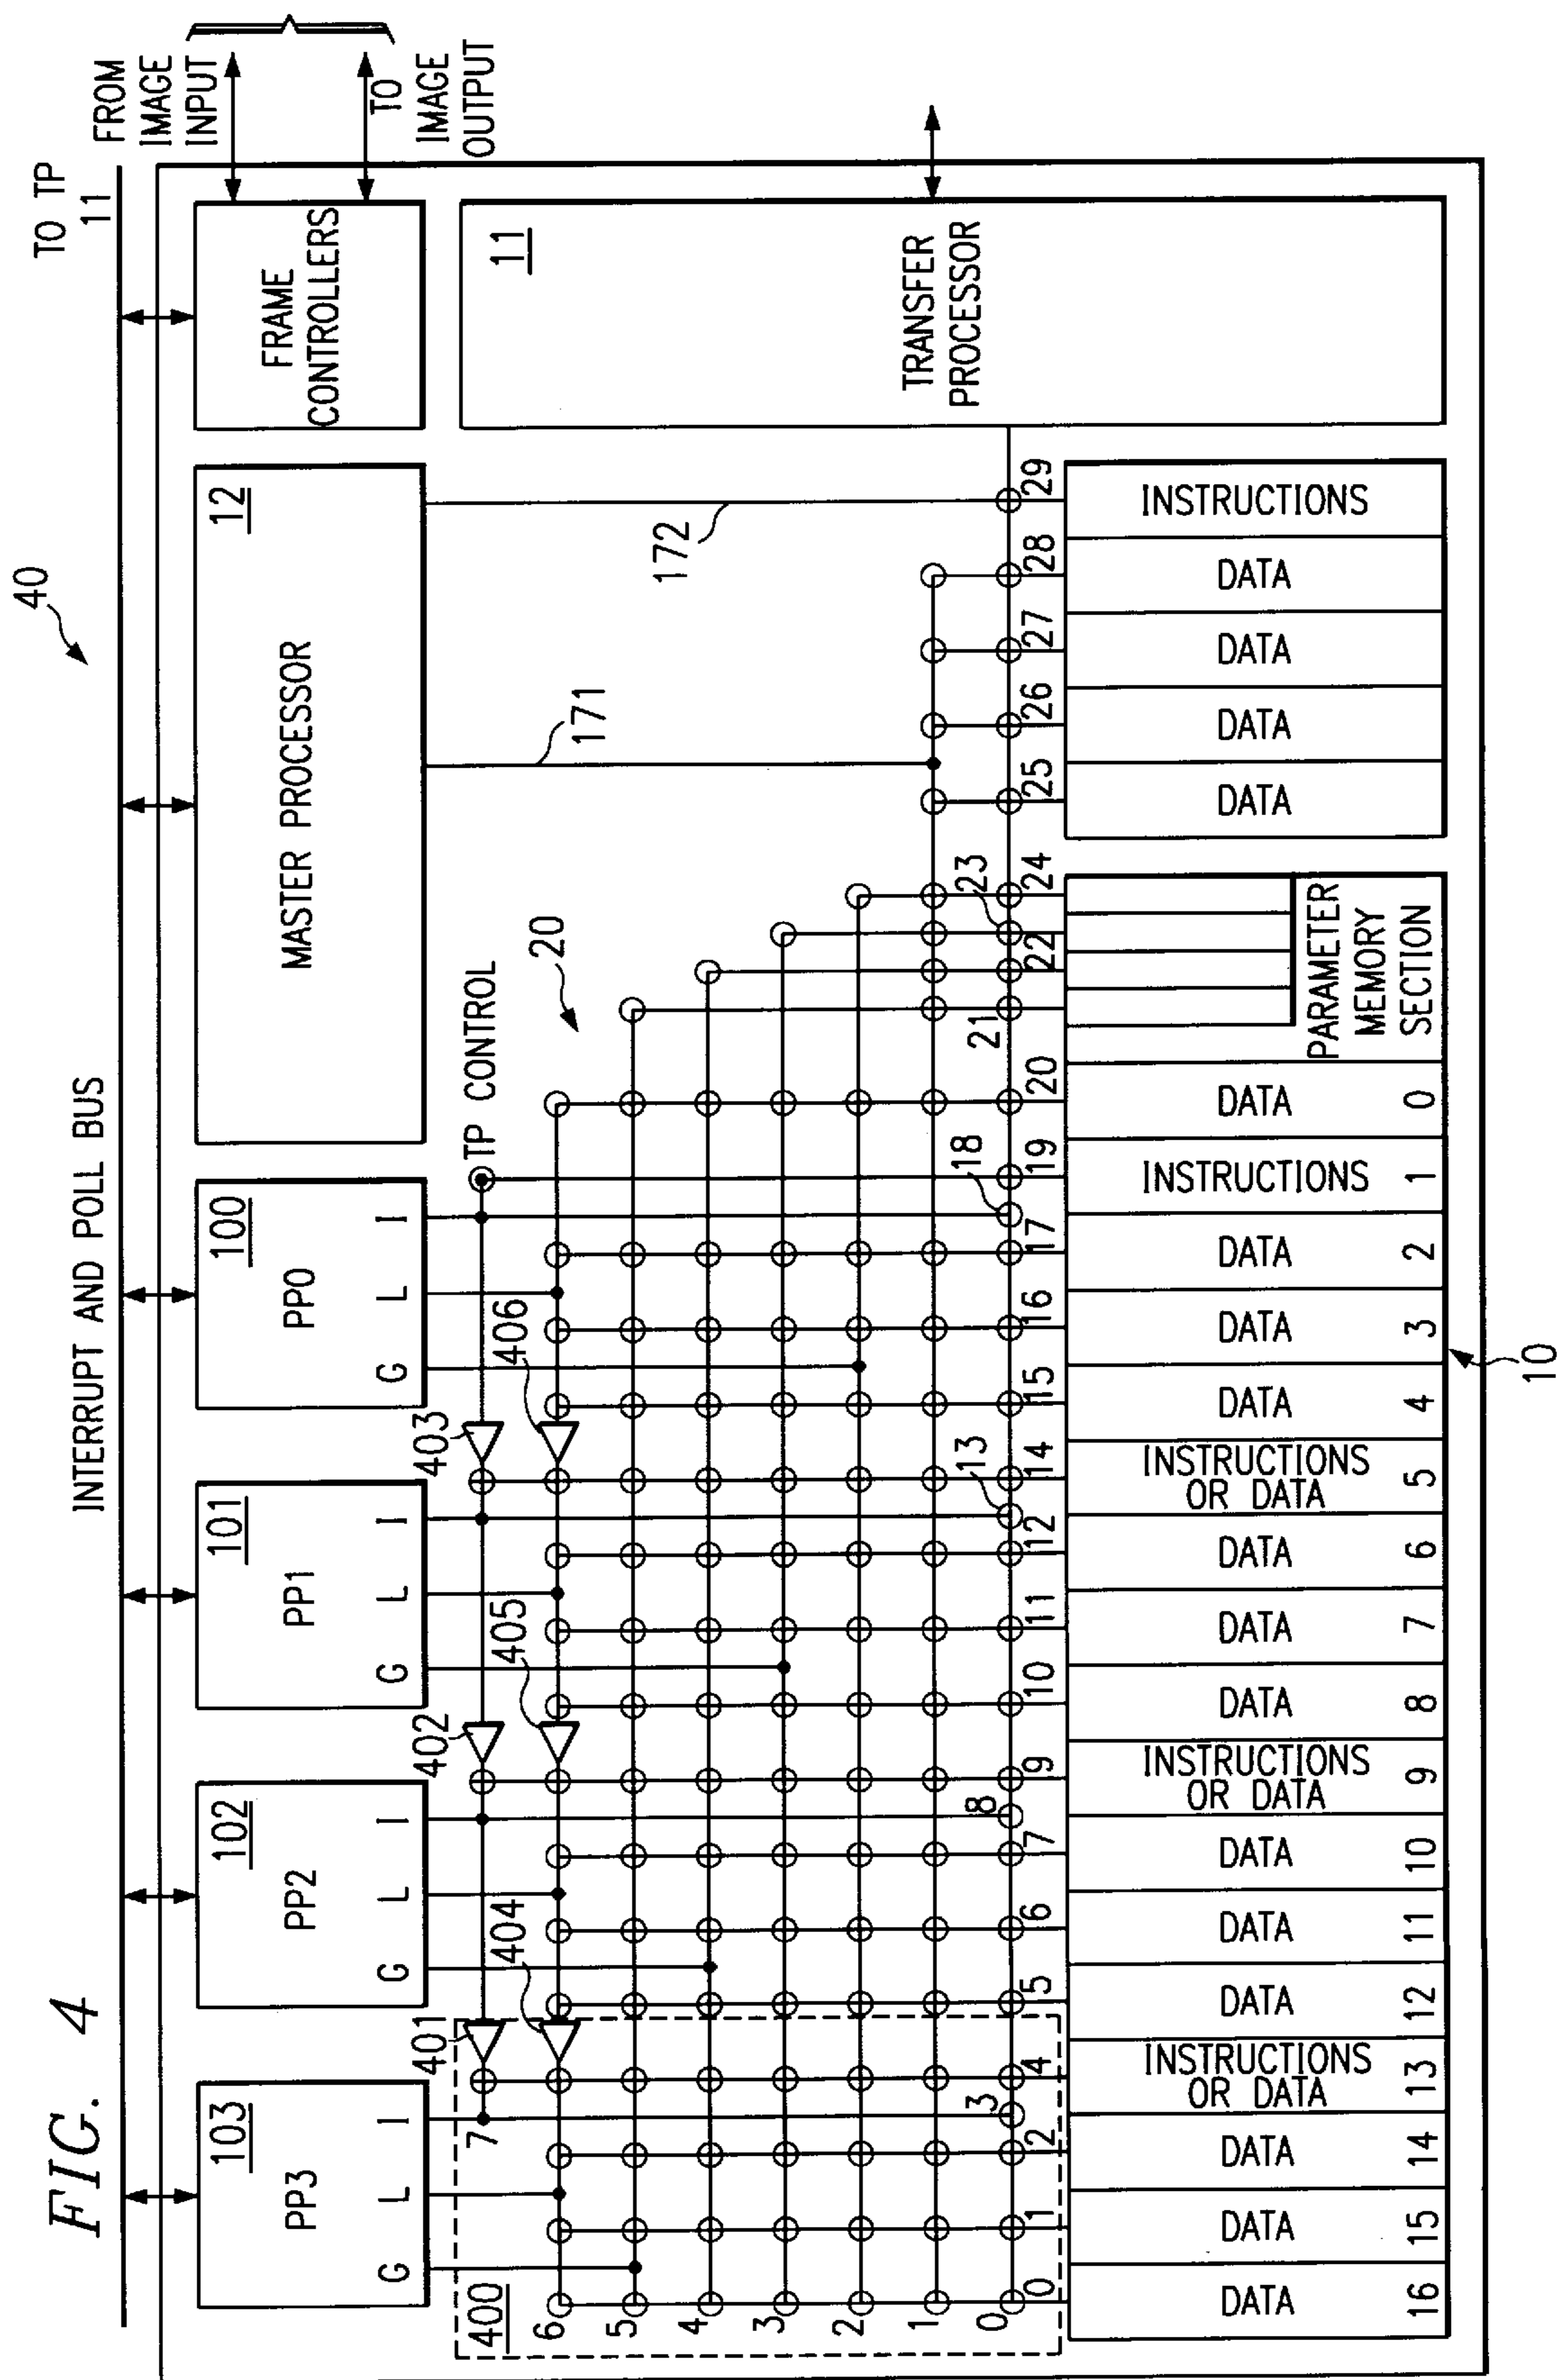 FIG. 4
40
INTERRUPT AND POLL BUS
TO TP
11
FROM
IMAGE
INPUT
TO
IMAGE
OUTPUT
103
PP3
G L I
102
PP2
G L I
101
PP1
G L I
100
PP0
G L I
12
MASTER PROCESSOR
FRAME
CONTROLLERS
11
TRANSFER
PROCESSOR
400
401
402
403
404
405
406
TP CONTROL
20
171
172
7
6
5
4
3
2
1
0
0 1 2 3 4 5 6 7 8 9 10 11 12 13 14 15 16 17 18 19 20 21 22 23 24 25 26 27 28 29
DATA
16
DATA
15
DATA
14
INSTRUCTIONS
OR DATA
13
DATA
12
DATA
11
DATA
10
INSTRUCTIONS
OR DATA
9
DATA
8
DATA
7
DATA
6
INSTRUCTIONS
OR DATA
5
DATA
4
DATA
3
DATA
2
INSTRUCTIONS
1
DATA
0
PARAMETER
MEMORY
SECTION
DATA
DATA
DATA
DATA
INSTRUCTIONS
10